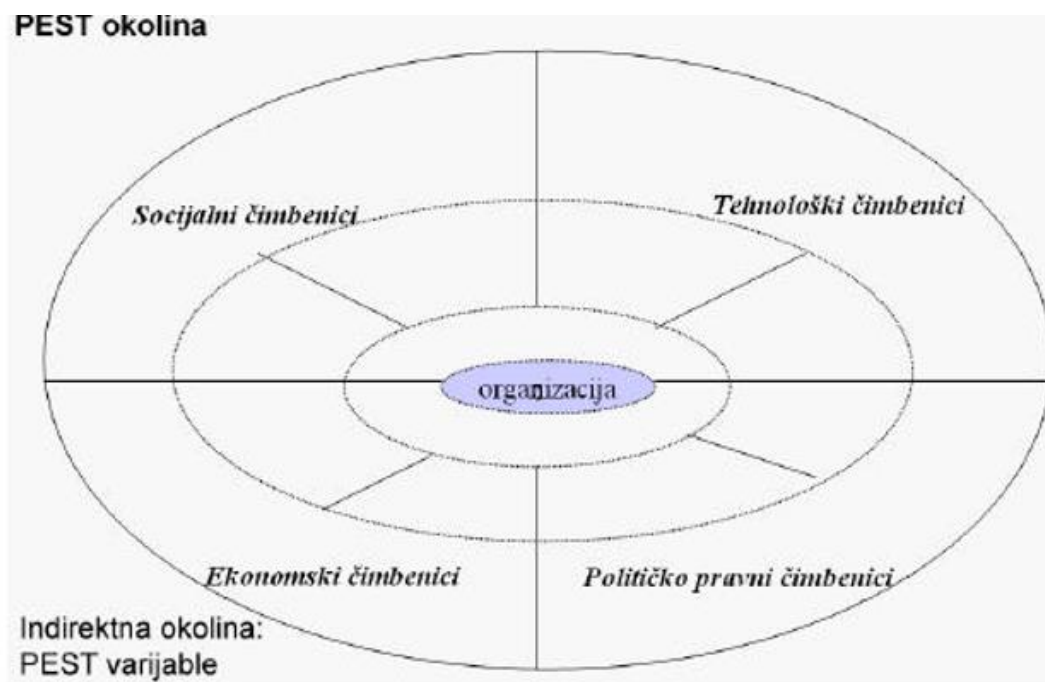 PEST okolina
Socijalni čimbenici
Tehnološki čimbenici
organizacija
Ekonomski čimbenici
Političko pravni čimbenici
Indirektna okolina:
PEST varijable